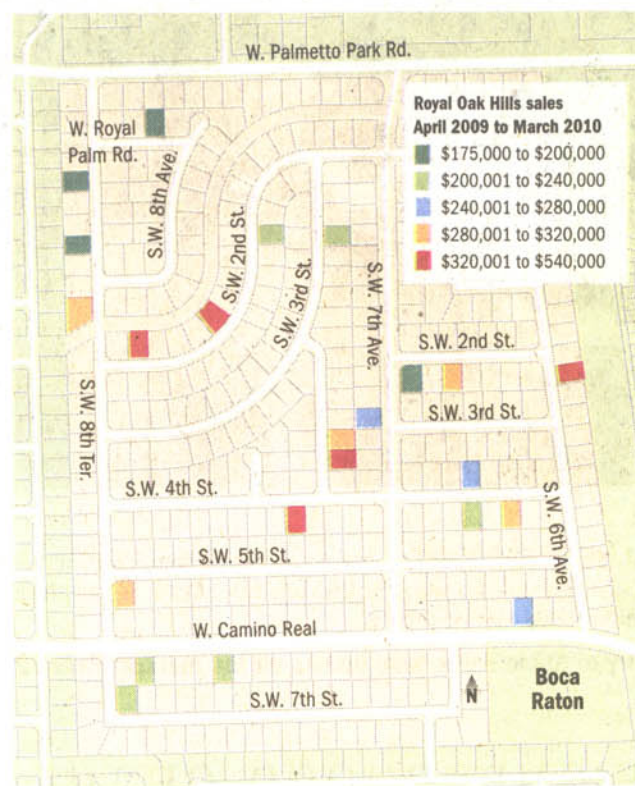 W. Palmetto Park Rd.
Royal Oak Hills sales
April 2009 to March 2010
$175,000 to $200,000
$200,001 to $240,000
$240,001 to $280,000
$280,001 to $320,000
$320,001 to $540,000
W. Royal
Palm Rd.
S.W. 8th Ave.
S.W. 2nd St.
S.W. 3rd St.
S.W. 7th Ave.
S.W. 2nd St.
S.W. 3rd St.
S.W. 8th Ter.
S.W. 4th St.
S.W. 5th St.
S.W. 6th Ave.
W. Camino Real
S.W. 7th St.
N
Boca
Raton